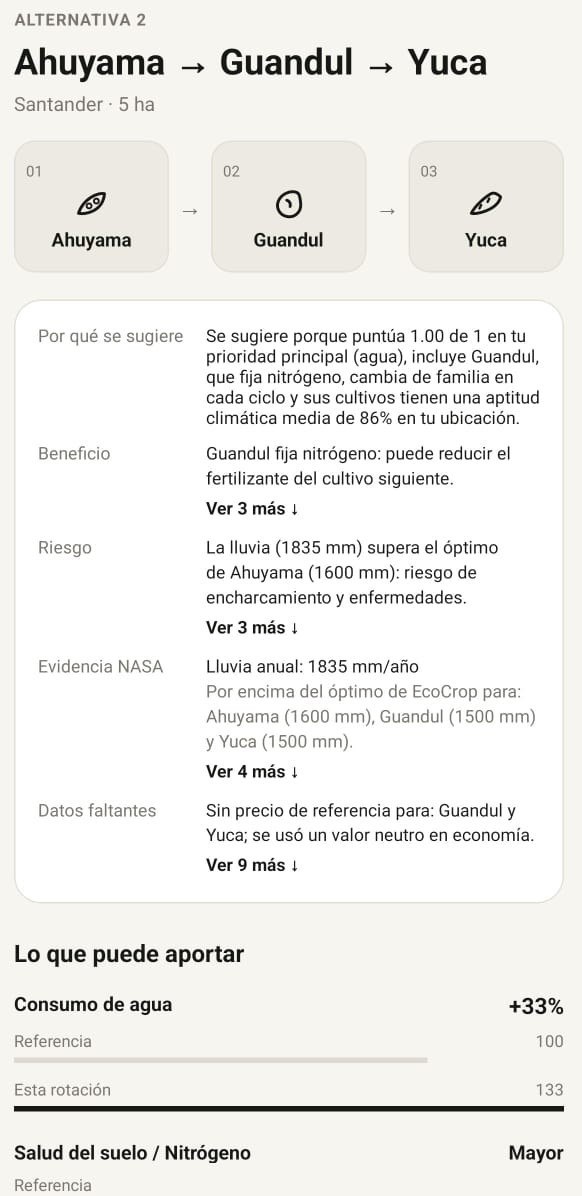 ALTERNATIVA 2
Ahuyama → Guandul → Yuca
Santander · 5 ha
01
Ahuyama
→
02
Guandul
→
03
Yuca
Por qué se sugiere
Se sugiere porque puntúa 1.00 de 1 en tu
prioridad principal (agua), incluye Guandul,
que fija nitrógeno, cambia de familia en
cada ciclo y sus cultivos tienen una aptitud
climática media de 86% en tu ubicación.
Beneficio
Guandul fija nitrógeno: puede reducir el
fertilizante del cultivo siguiente.
Ver 3 más ↓
Riesgo
La lluvia (1835 mm) supera el óptimo
de Ahuyama (1600 mm): riesgo de
encharcamiento y enfermedades.
Ver 3 más ↓
Evidencia NASA
Lluvia anual: 1835 mm/año
Por encima del óptimo de EcoCrop para:
Ahuyama (1600 mm), Guandul (1500 mm)
y Yuca (1500 mm).
Ver 4 más ↓
Datos faltantes
Sin precio de referencia para: Guandul y
Yuca; se usó un valor neutro en economía.
Ver 9 más ↓
Lo que puede aportar
Consumo de agua +33%
Referencia 100
Esta rotación 133
Salud del suelo / Nitrógeno Mayor
Referencia